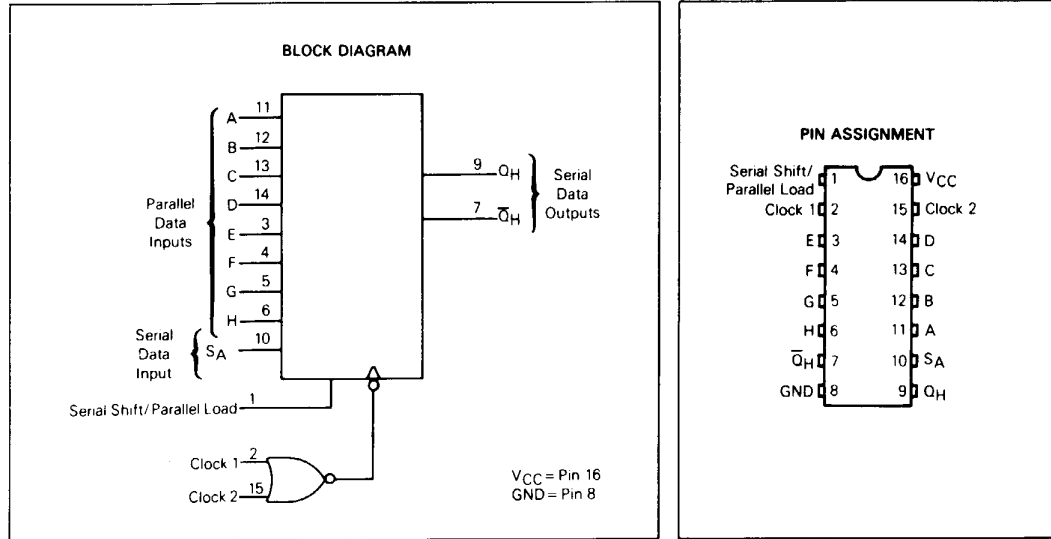 BLOCK DIAGRAM
A 11
B 12
C 13
D 14
E 3
F 4
G 5
H 6
Parallel
Data
Inputs
Serial
Data
Input
SA 10
9 QH
7 Q̅H
Serial
Data
Outputs
Serial Shift/Parallel Load 1
Clock 1 2
Clock 2 15
VCC = Pin 16
GND = Pin 8
PIN ASSIGNMENT
Serial Shift/
Parallel Load 1 16 VCC
Clock 1 2 15 Clock 2
E 3 14 D
F 4 13 C
G 5 12 B
H 6 11 A
Q̅H 7 10 SA
GND 8 9 QH